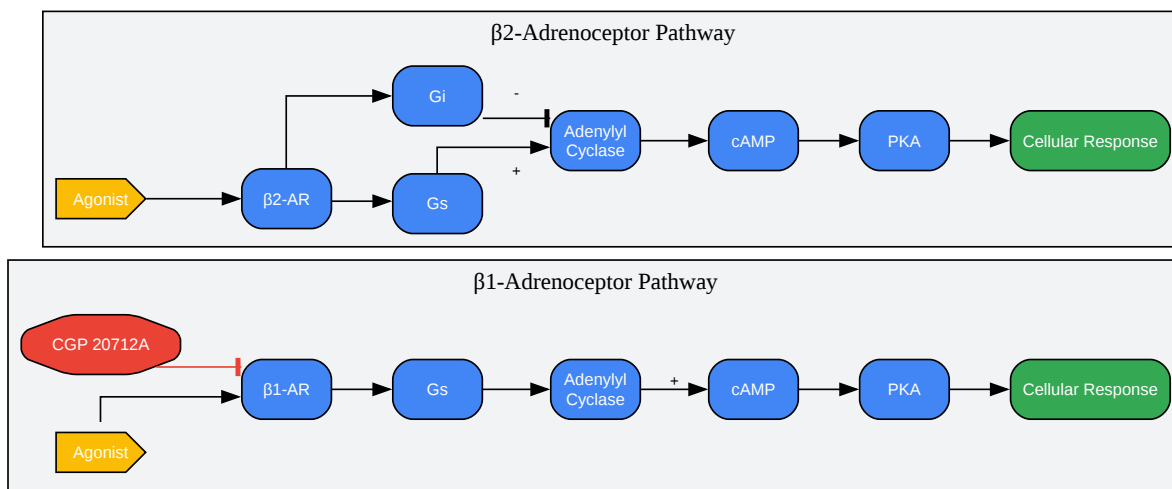 β2-Adrenoceptor Pathway
Gi
-
Adenylyl
Cyclase
cAMP
PKA
Cellular Response
+
Agonist
β2-AR
Gs
β1-Adrenoceptor Pathway
CGP 20712A
β1-AR
Gs
Adenylyl
Cyclase
+
cAMP
PKA
Cellular Response
Agonist